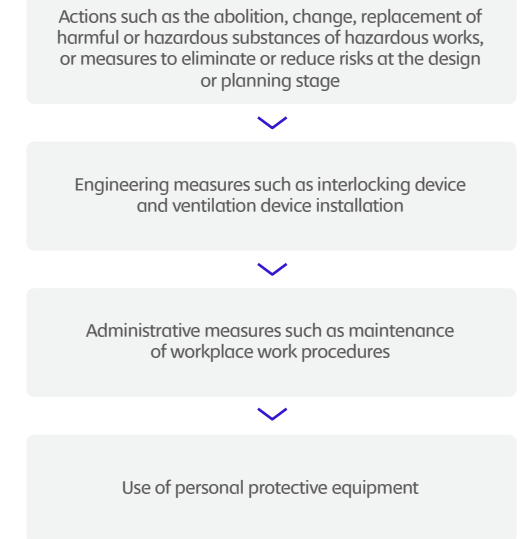 Actions such as the abolition, change, replacement of
harmful or hazardous substances of hazardous works,
or measures to eliminate or reduce risks at the design
or planning stage
Engineering measures such as interlocking device
and ventilation device installation
Administrative measures such as maintenance
of workplace work procedures
Use of personal protective equipment